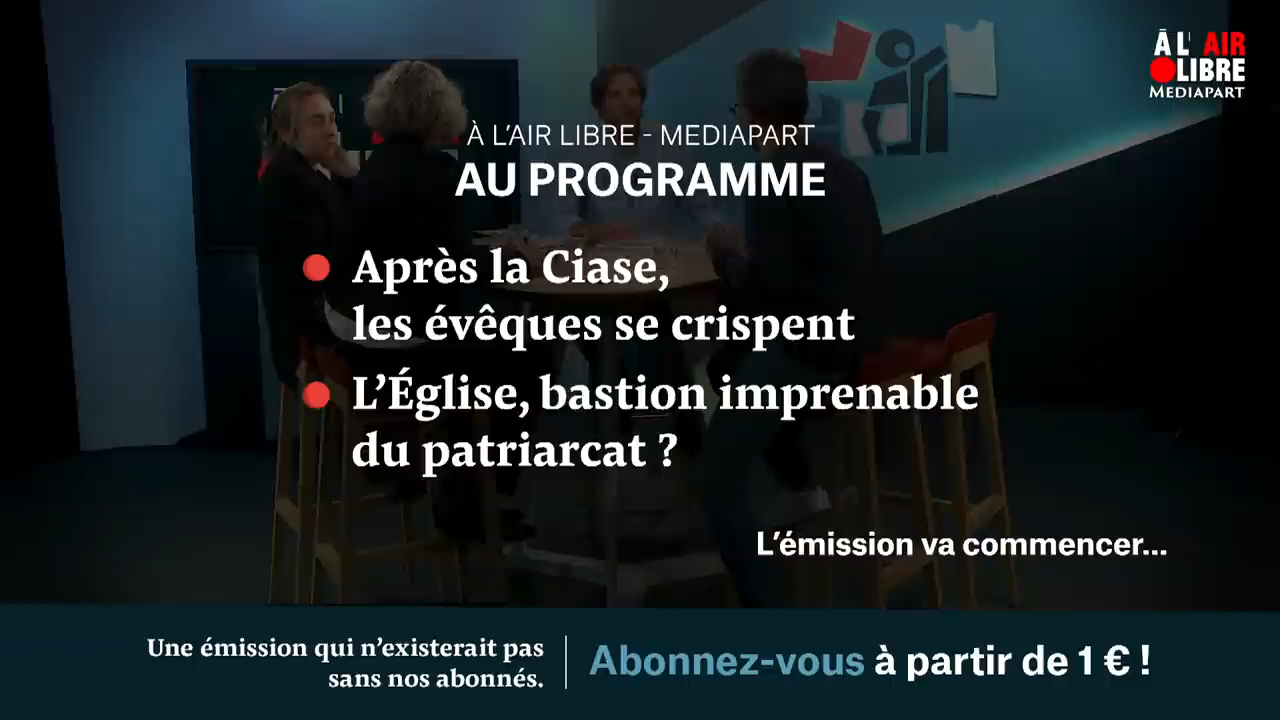 À L'AIR
LIBRE
MEDIAPART
À L'AIR LIBRE - MEDIAPART
AU PROGRAMME
Après la Ciase,
les évêques se crispent
L'Église, bastion imprenable
du patriarcat ?
L'émission va commencer...
Une émission qui n'existerait pas
sans nos abonnés.
Abonnez-vous à partir de 1 € !